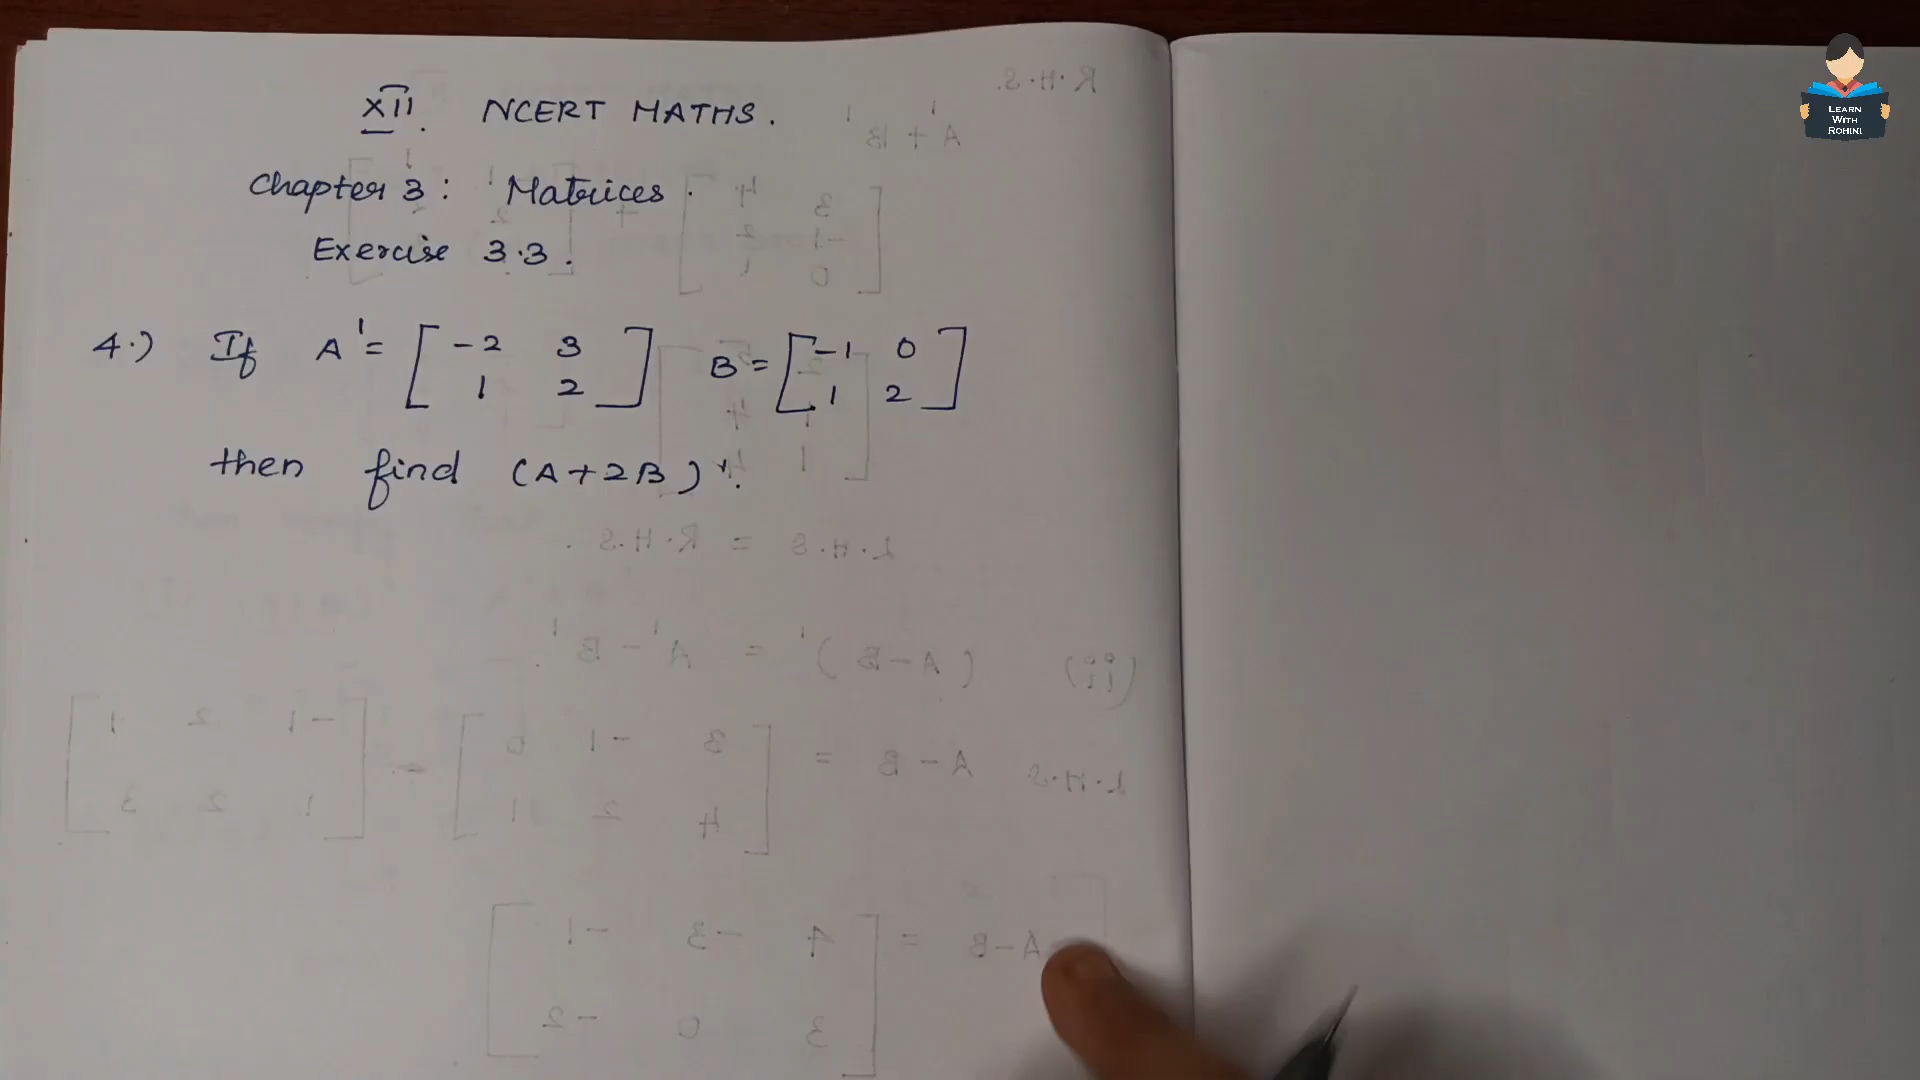 XII. NCERT MATHS.
Chapter 3: Matrices.
Exercise 3.3.
4.) If A' = [ -2 3 ] B = [ -1 0 ]
[ 1 2 ] [ 1 2 ]
then find (A+2B)'.
LEARN
WITH
ROHINI